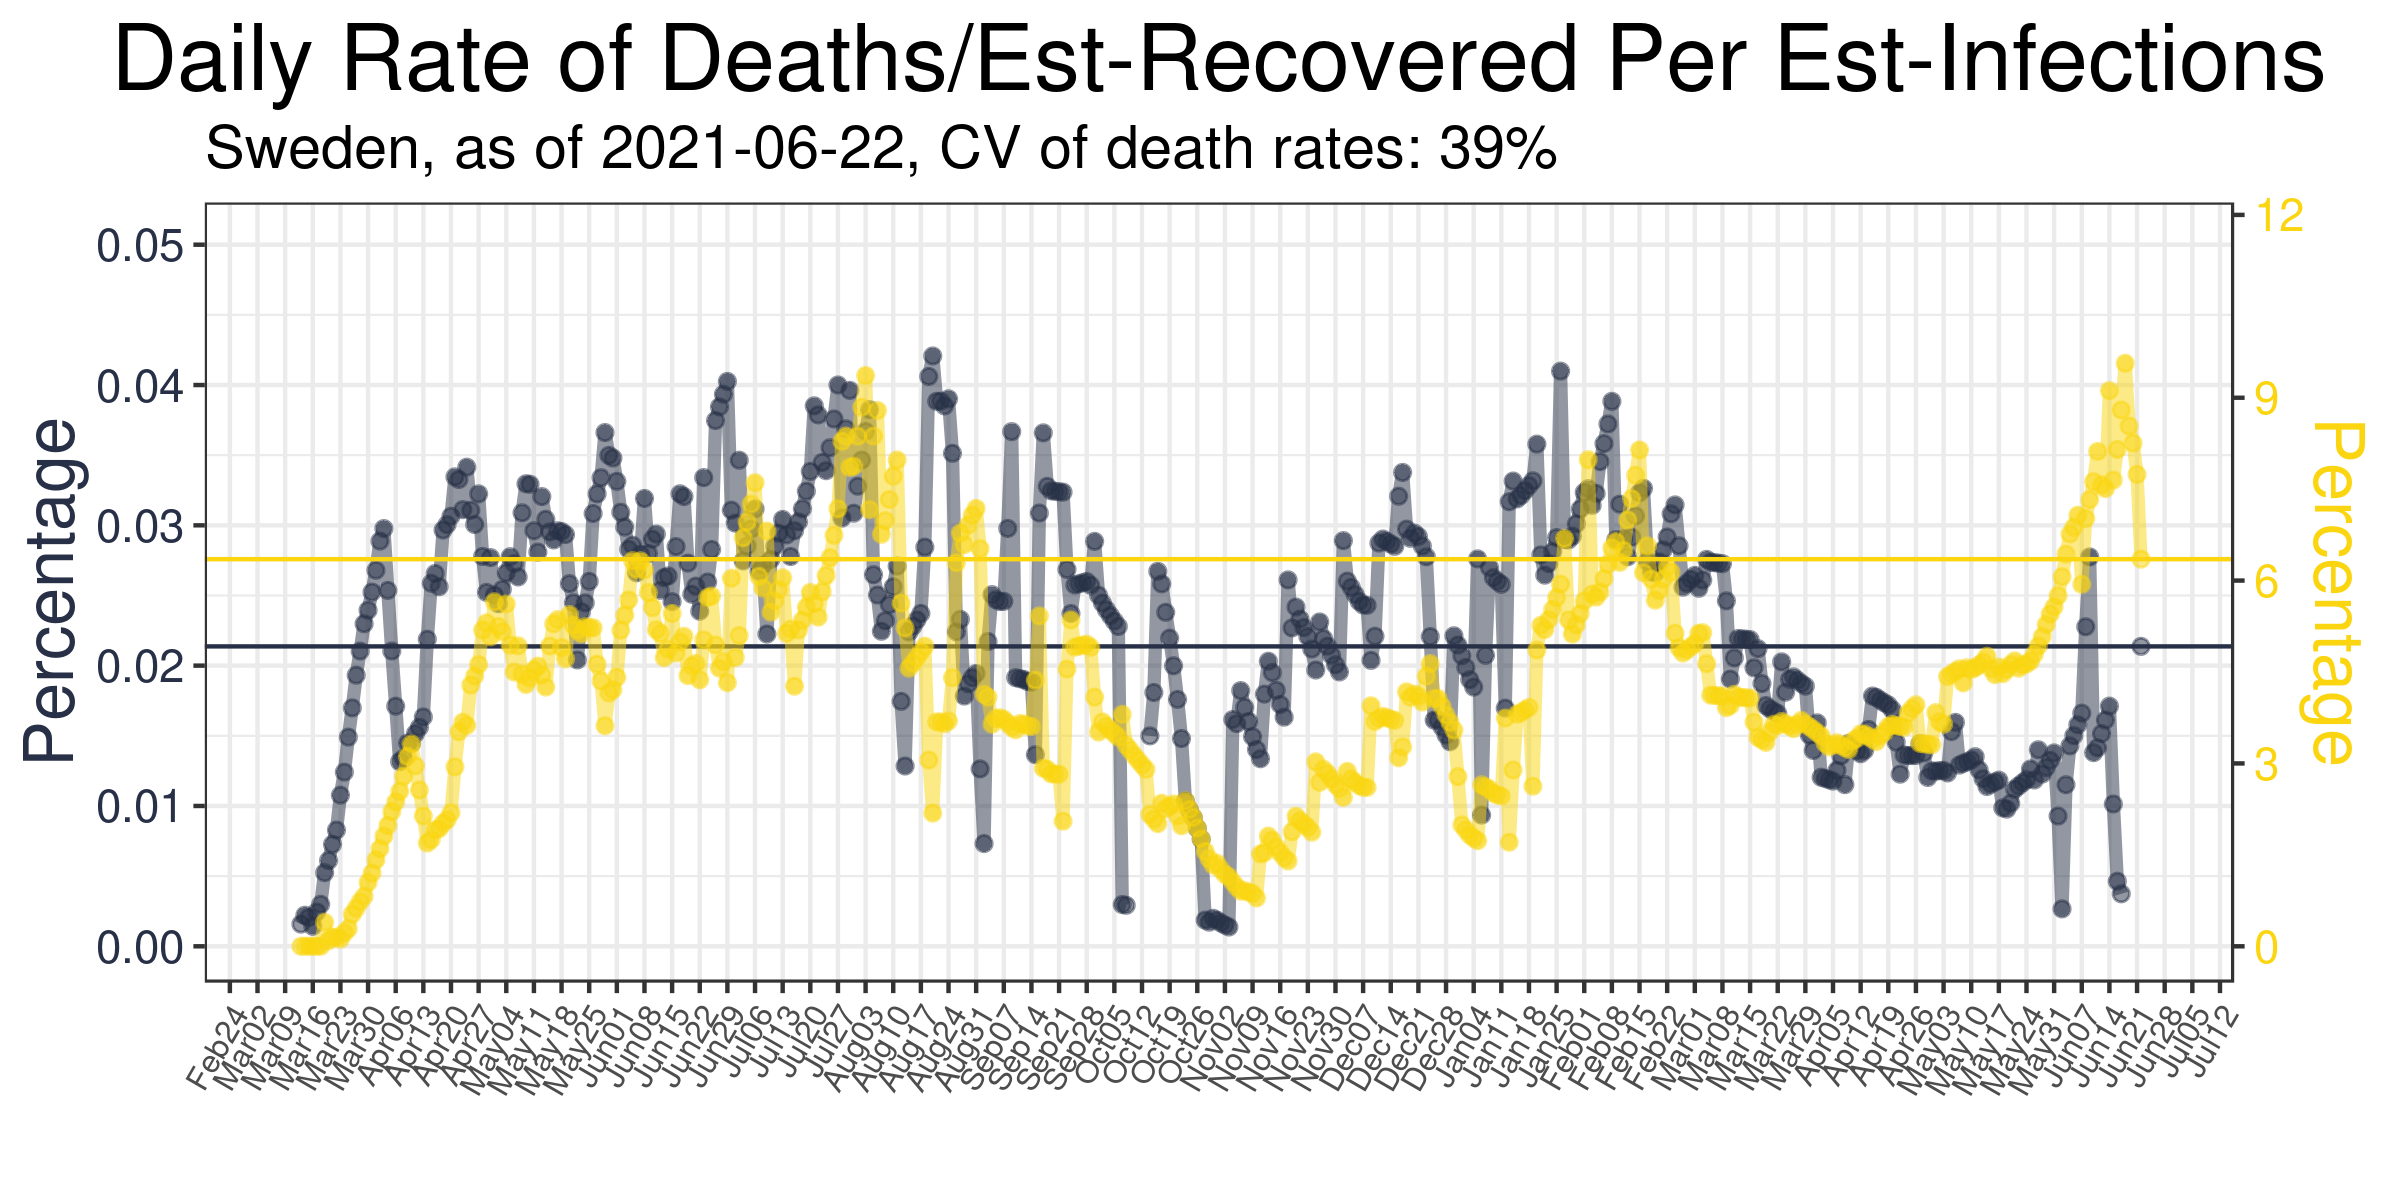 Daily Rate of Deaths/Est-Recovered Per Est-Infections
Sweden, as of 2021-06-22, CV of death rates: 39%
Percentage
0.05
0.04
0.03
0.02
0.01
0.00
12
9
6
3
0
Percentage
Feb24
Mar02
Mar09
Mar16
Mar23
Mar30
Apr06
Apr13
Apr20
Apr27
May04
May11
May18
May25
Jun01
Jun08
Jun15
Jun22
Jun29
Jul06
Jul13
Jul20
Jul27
Aug03
Aug10
Aug17
Aug24
Aug31
Sep07
Sep14
Sep21
Sep28
Oct05
Oct12
Oct19
Oct26
Nov02
Nov09
Nov16
Nov23
Nov30
Dec07
Dec14
Dec21
Dec28
Jan04
Jan11
Jan18
Jan25
Feb01
Feb08
Feb15
Feb22
Mar01
Mar08
Mar15
Mar22
Mar29
Apr05
Apr12
Apr19
Apr26
May03
May10
May17
May24
May31
Jun07
Jun14
Jun21
Jun28
Jul05
Jul12